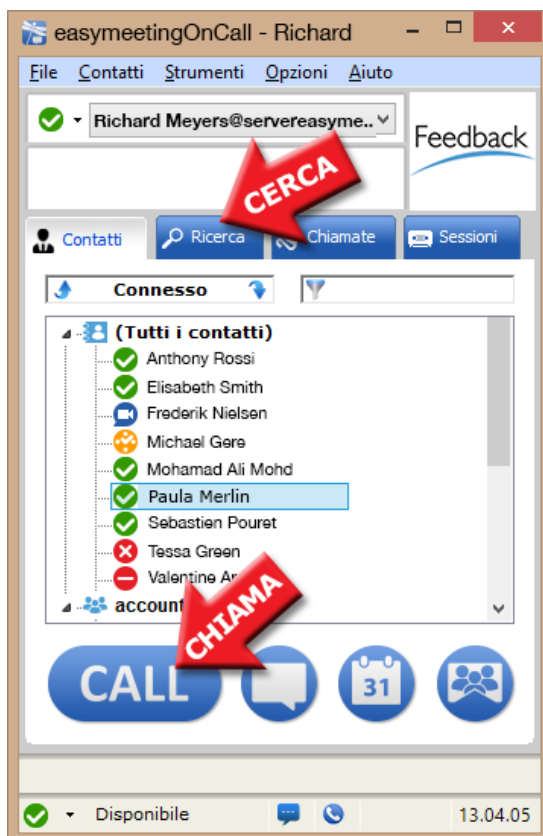 easymeetingOnCall - Richard
File Contatti Strumenti Opzioni Aiuto
Richard Meyers@servereasyme..
Feedback
CERCA
Contatti Ricerca Chiamate Sessioni
Connesso
(Tutti i contatti)
Anthony Rossi
Elisabeth Smith
Frederik Nielsen
Michael Gere
Mohamad Ali Mohd
Paula Merlin
Sebastien Pouret
Tessa Green
Valentine
account
CHIAMA
CALL
31
Disponibile 13.04.05